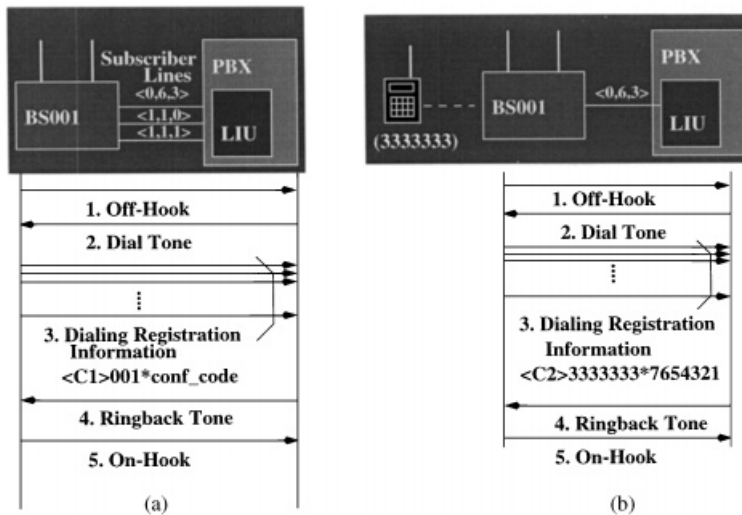 Subscriber
Lines
<0,6,3>
<1,1,0>
<1,1,1>
BS001
PBX
LIU
1. Off-Hook
2. Dial Tone
3. Dialing Registration
Information
<C1>001*conf_code
4. Ringback Tone
5. On-Hook
(a)
(3333333)
BS001
<0,6,3>
PBX
LIU
1. Off-Hook
2. Dial Tone
3. Dialing Registration
Information
<C2>3333333*7654321
4. Ringback Tone
5. On-Hook
(b)